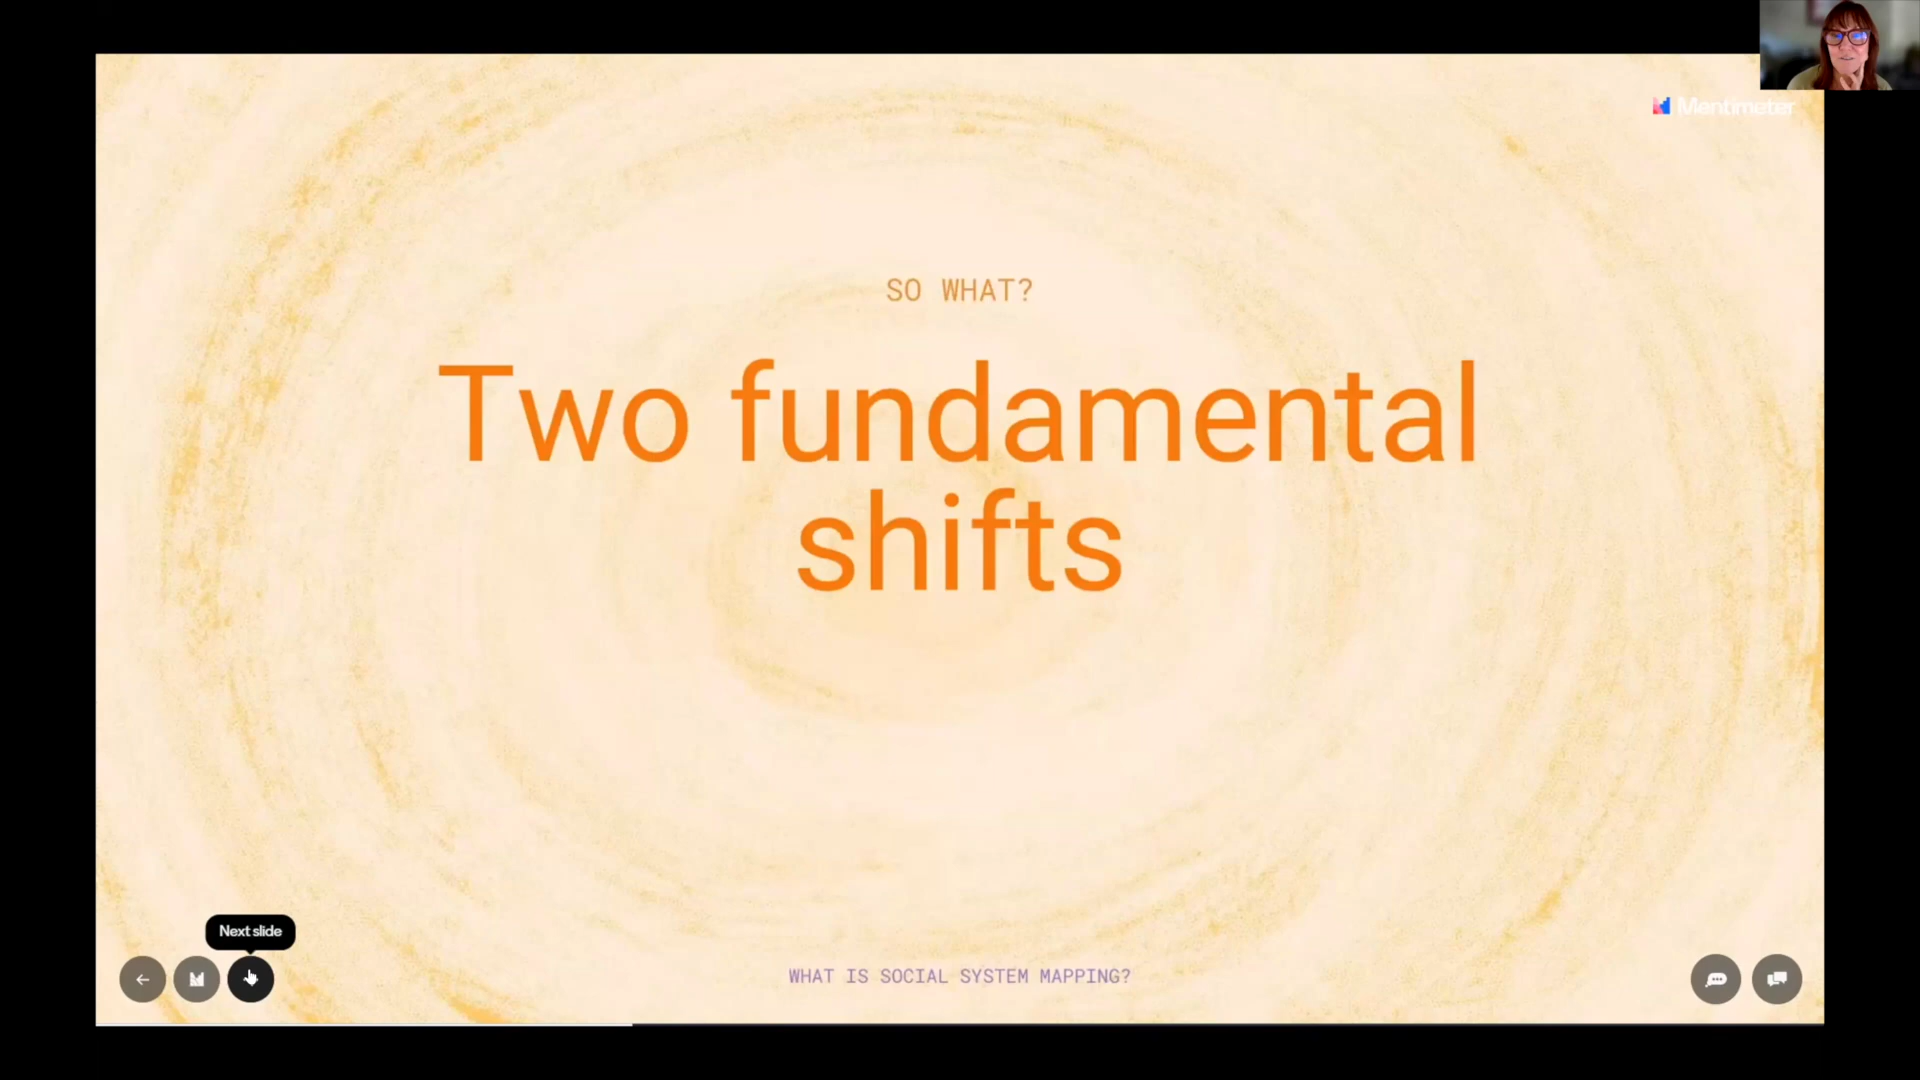 Mentimeter
SO WHAT?
Two fundamental
shifts
Next slide
WHAT IS SOCIAL SYSTEM MAPPING?